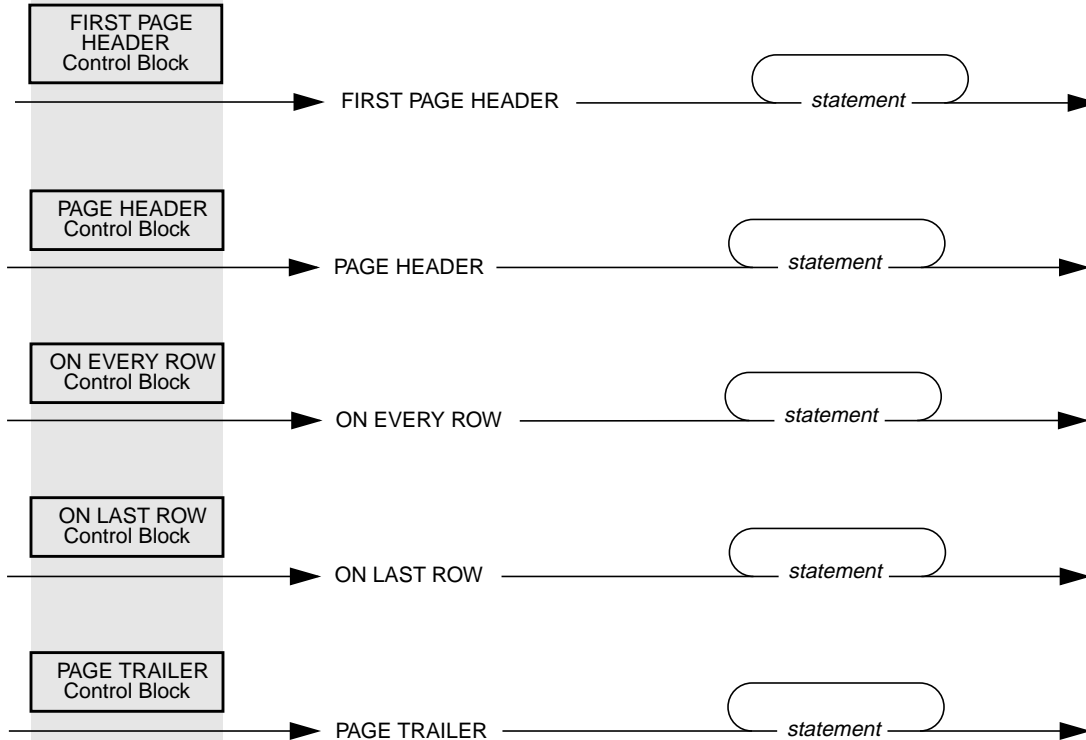 FIRST PAGE
HEADER
Control Block
FIRST PAGE HEADER
statement
PAGE HEADER
Control Block
PAGE HEADER
statement
ON EVERY ROW
Control Block
ON EVERY ROW
statement
ON LAST ROW
Control Block
ON LAST ROW
statement
PAGE TRAILER
Control Block
PAGE TRAILER
statement